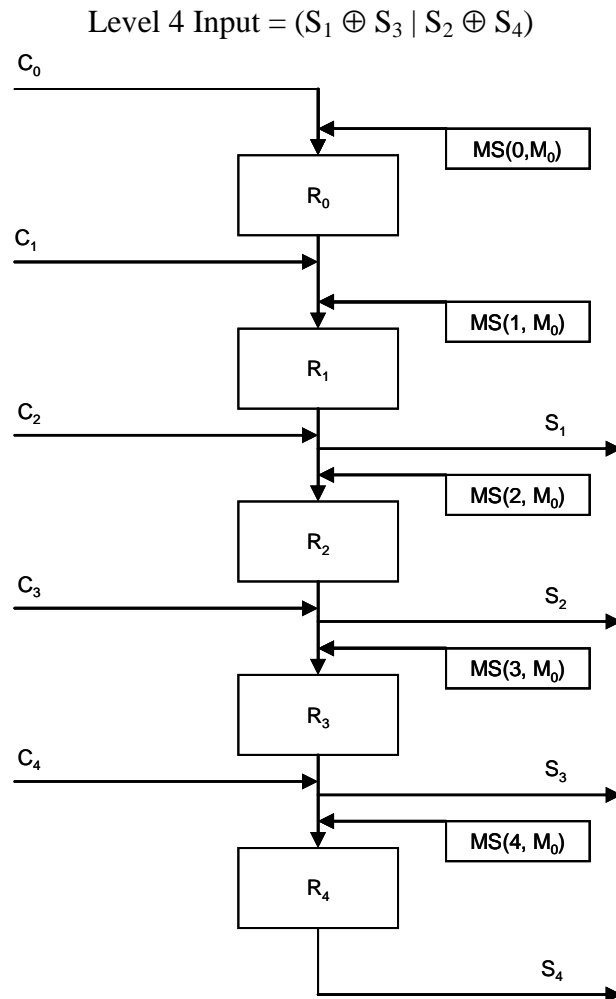 Level 4 Input = (S₁ ⊕ S₃ | S₂ ⊕ S₄)
C₀
MS(0,M₀)
R₀
C₁
MS(1, M₀)
R₁
C₂
S₁
MS(2, M₀)
R₂
C₃
S₂
MS(3, M₀)
R₃
C₄
S₃
MS(4, M₀)
R₄
S₄